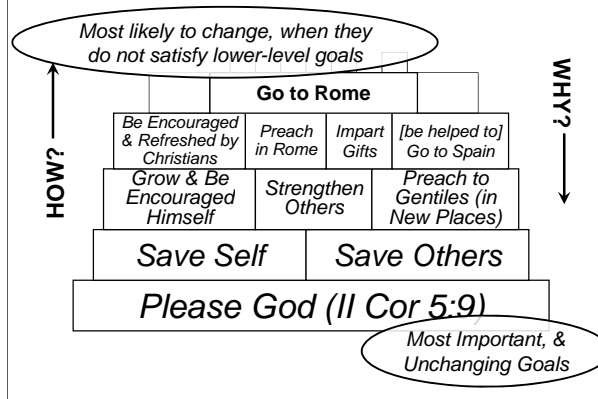 Most likely to change, when they
do not satisfy lower-level goals
HOW?
WHY?
Go to Rome
Be Encouraged
& Refreshed by
Christians
Preach
in Rome
Impart
Gifts
[be helped to]
Go to Spain
Grow & Be
Encouraged
Himself
Strengthen
Others
Preach to
Gentiles (in
New Places)
Save Self
Save Others
Please God (II Cor 5:9)
Most Important, &
Unchanging Goals